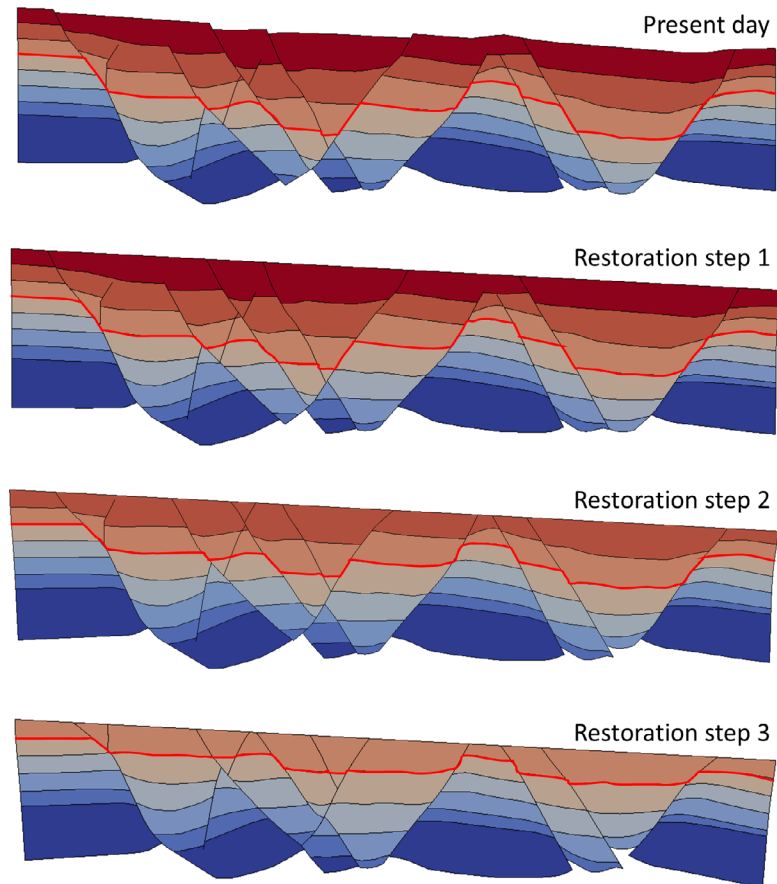 Present day
Restoration step 1
Restoration step 2
Restoration step 3